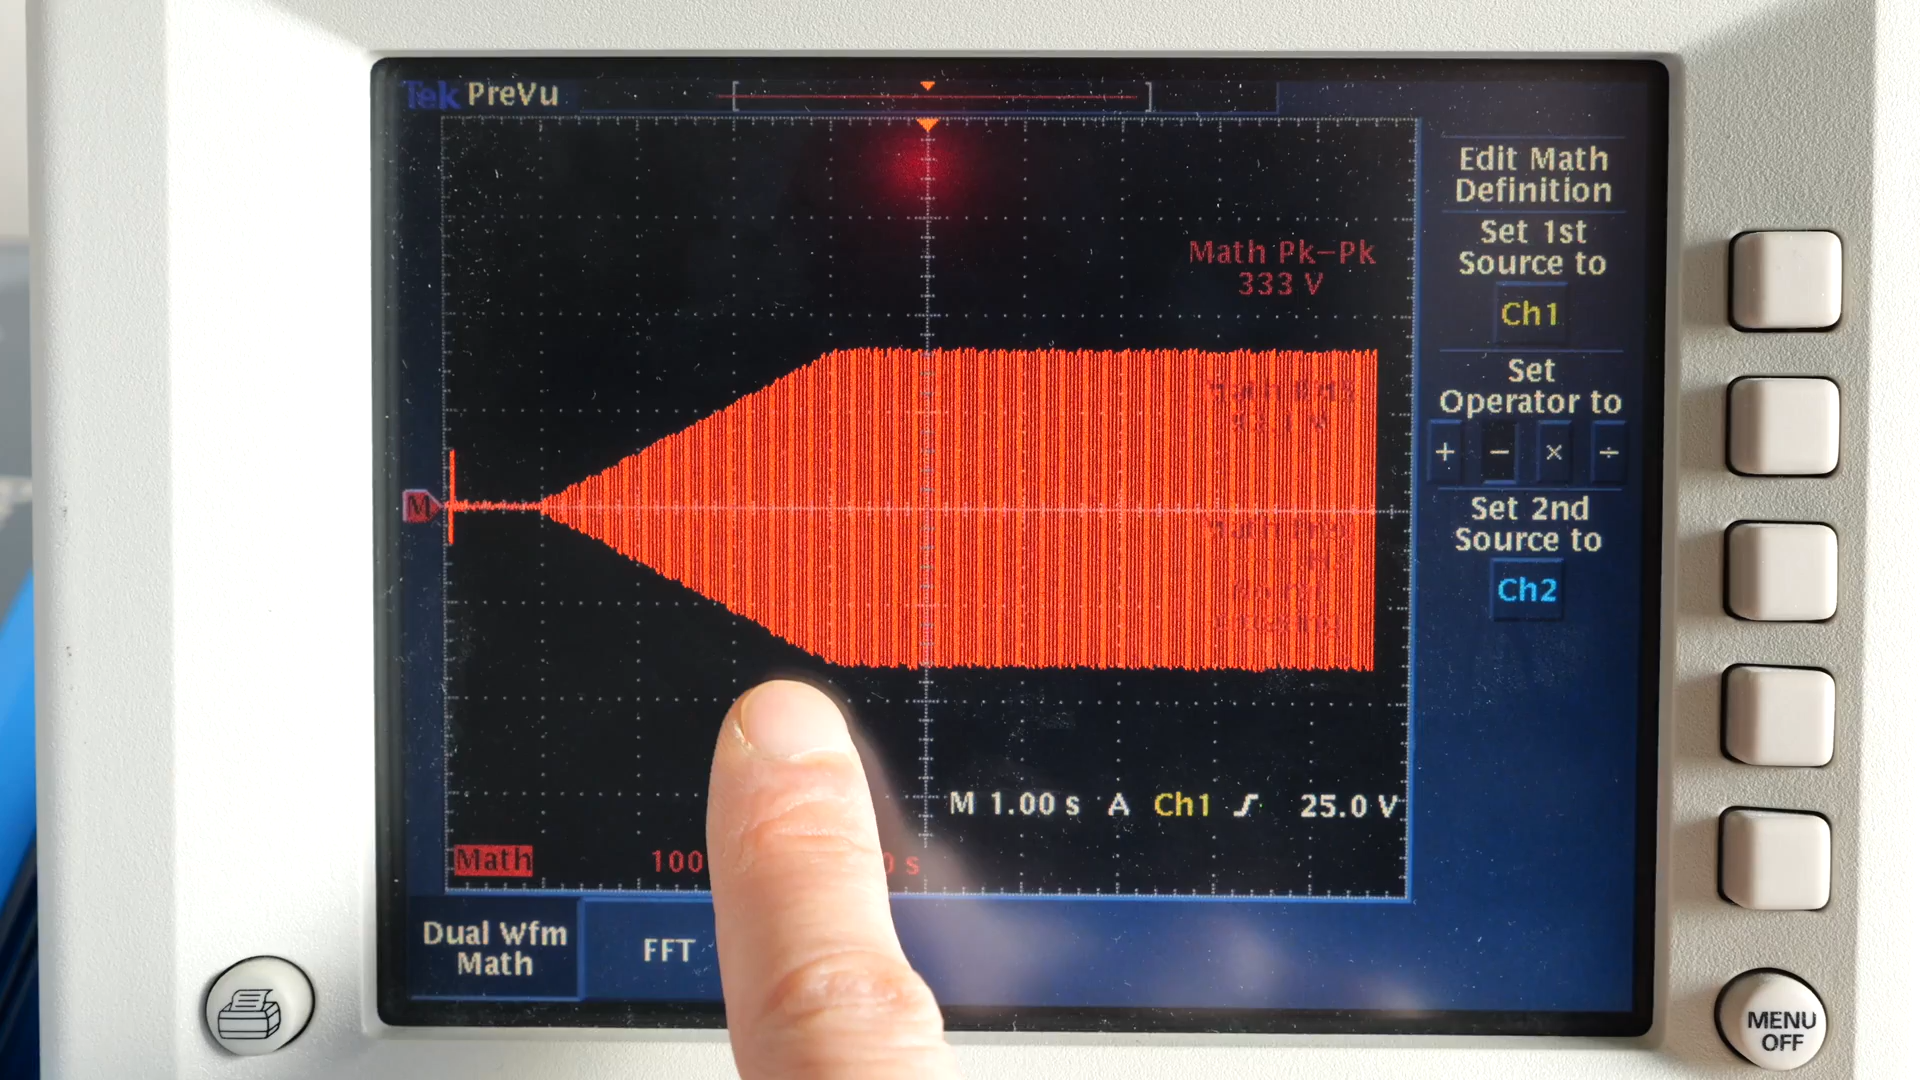 Tek PreVu
Edit Math
Definition
Set 1st
Source to
Ch1
Math Pk-Pk
333 V
Set
Operator to
+ - × ÷
M
Set 2nd
Source to
Ch2
M 1.00 s A Ch1 25.0 V
Math 100 0 s
Dual Wfm
Math
FFT
MENU
OFF